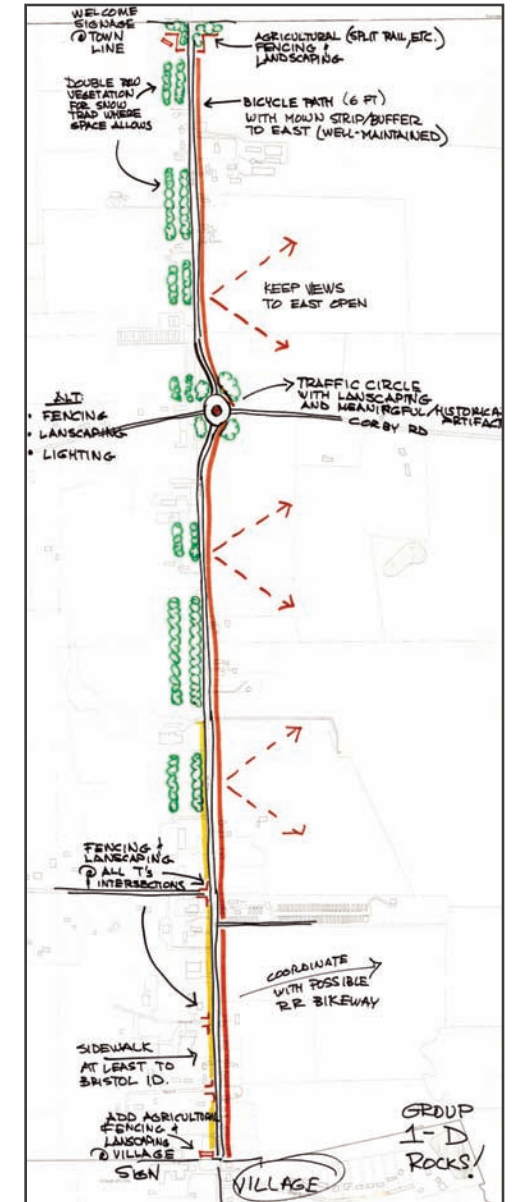 WELCOME
SIGNAGE
@ TOWN
LINE
AGRICULTURAL (SPLIT RAIL, ETC.)
FENCING &
LANDSCAPING
DOUBLE ROW
VEGETATION
FOR SNOW
TRAP WHERE
SPACE ALLOWS
BICYCLE PATH (6 FT)
WITH MOWN STRIP/BUFFER
TO EAST (WELL-MAINTAINED)
KEEP VIEWS
TO EAST OPEN
ALT:
• FENCING
• LANSCAPING
• LIGHTING
TRAFFIC CIRCLE
WITH LANSCAPING
AND MEANINGFUL/HISTORICAL
ARTIFACT
CORBY RD
FENCING &
LANSCAPING
@ ALL T's
INTERSECTIONS
COORDINATE
WITH POSSIBLE
RR BIKEWAY
SIDEWALK
AT LEAST TO
BRISTOL ID.
ADD AGRICULTURAL
FENCING &
LANSCAPING
@ VILLAGE
SIGN
VILLAGE
GROUP
1-D
ROCKS!